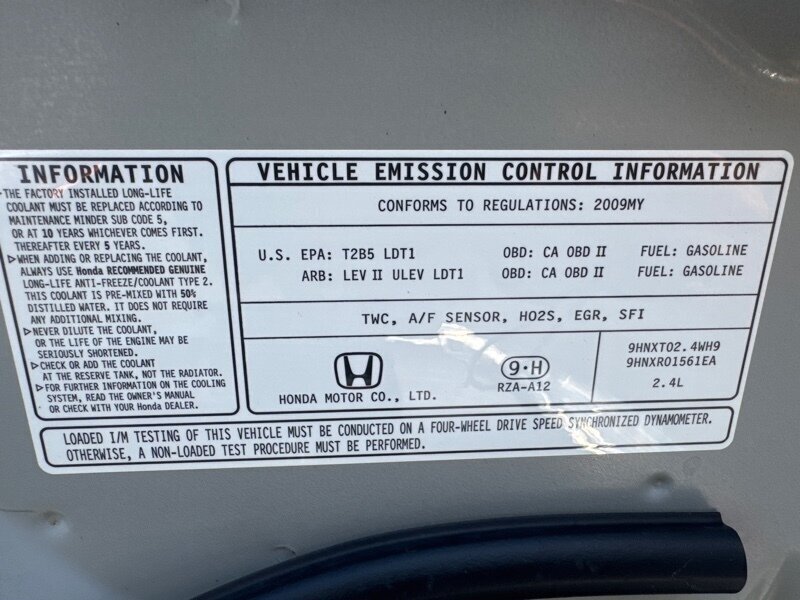 INFORMATION
▷THE FACTORY INSTALLED LONG-LIFE
COOLANT MUST BE REPLACED ACCORDING TO
MAINTENANCE MINDER SUB CODE 5,
OR AT 10 YEARS WHICHEVER COMES FIRST.
THEREAFTER EVERY 5 YEARS.
▷WHEN ADDING OR REPLACING THE COOLANT,
ALWAYS USE Honda RECOMMENDED GENUINE
LONG-LIFE ANTI-FREEZE/COOLANT TYPE 2.
THIS COOLANT IS PRE-MIXED WITH 50%
DISTILLED WATER. IT DOES NOT REQUIRE
ANY ADDITIONAL MIXING.
▷NEVER DILUTE THE COOLANT,
OR THE LIFE OF THE ENGINE MAY BE
SERIOUSLY SHORTENED.
▷CHECK OR ADD THE COOLANT
AT THE RESERVE TANK, NOT THE RADIATOR.
▷FOR FURTHER INFORMATION ON THE COOLING
SYSTEM, READ THE OWNER'S MANUAL
OR CHECK WITH YOUR Honda DEALER.
VEHICLE EMISSION CONTROL INFORMATION
CONFORMS TO REGULATIONS: 2009MY
U.S. EPA: T2B5 LDT1 OBD: CA OBD II FUEL: GASOLINE
ARB: LEV II ULEV LDT1 OBD: CA OBD II FUEL: GASOLINE
TWC, A/F SENSOR, HO2S, EGR, SFI
HONDA MOTOR CO., LTD.
9·H
RZA-A12
9HNXT02.4WH9
9HNXR01561EA
2.4L
LOADED I/M TESTING OF THIS VEHICLE MUST BE CONDUCTED ON A FOUR-WHEEL DRIVE SPEED SYNCHRONIZED DYNAMOMETER.
OTHERWISE, A NON-LOADED TEST PROCEDURE MUST BE PERFORMED.